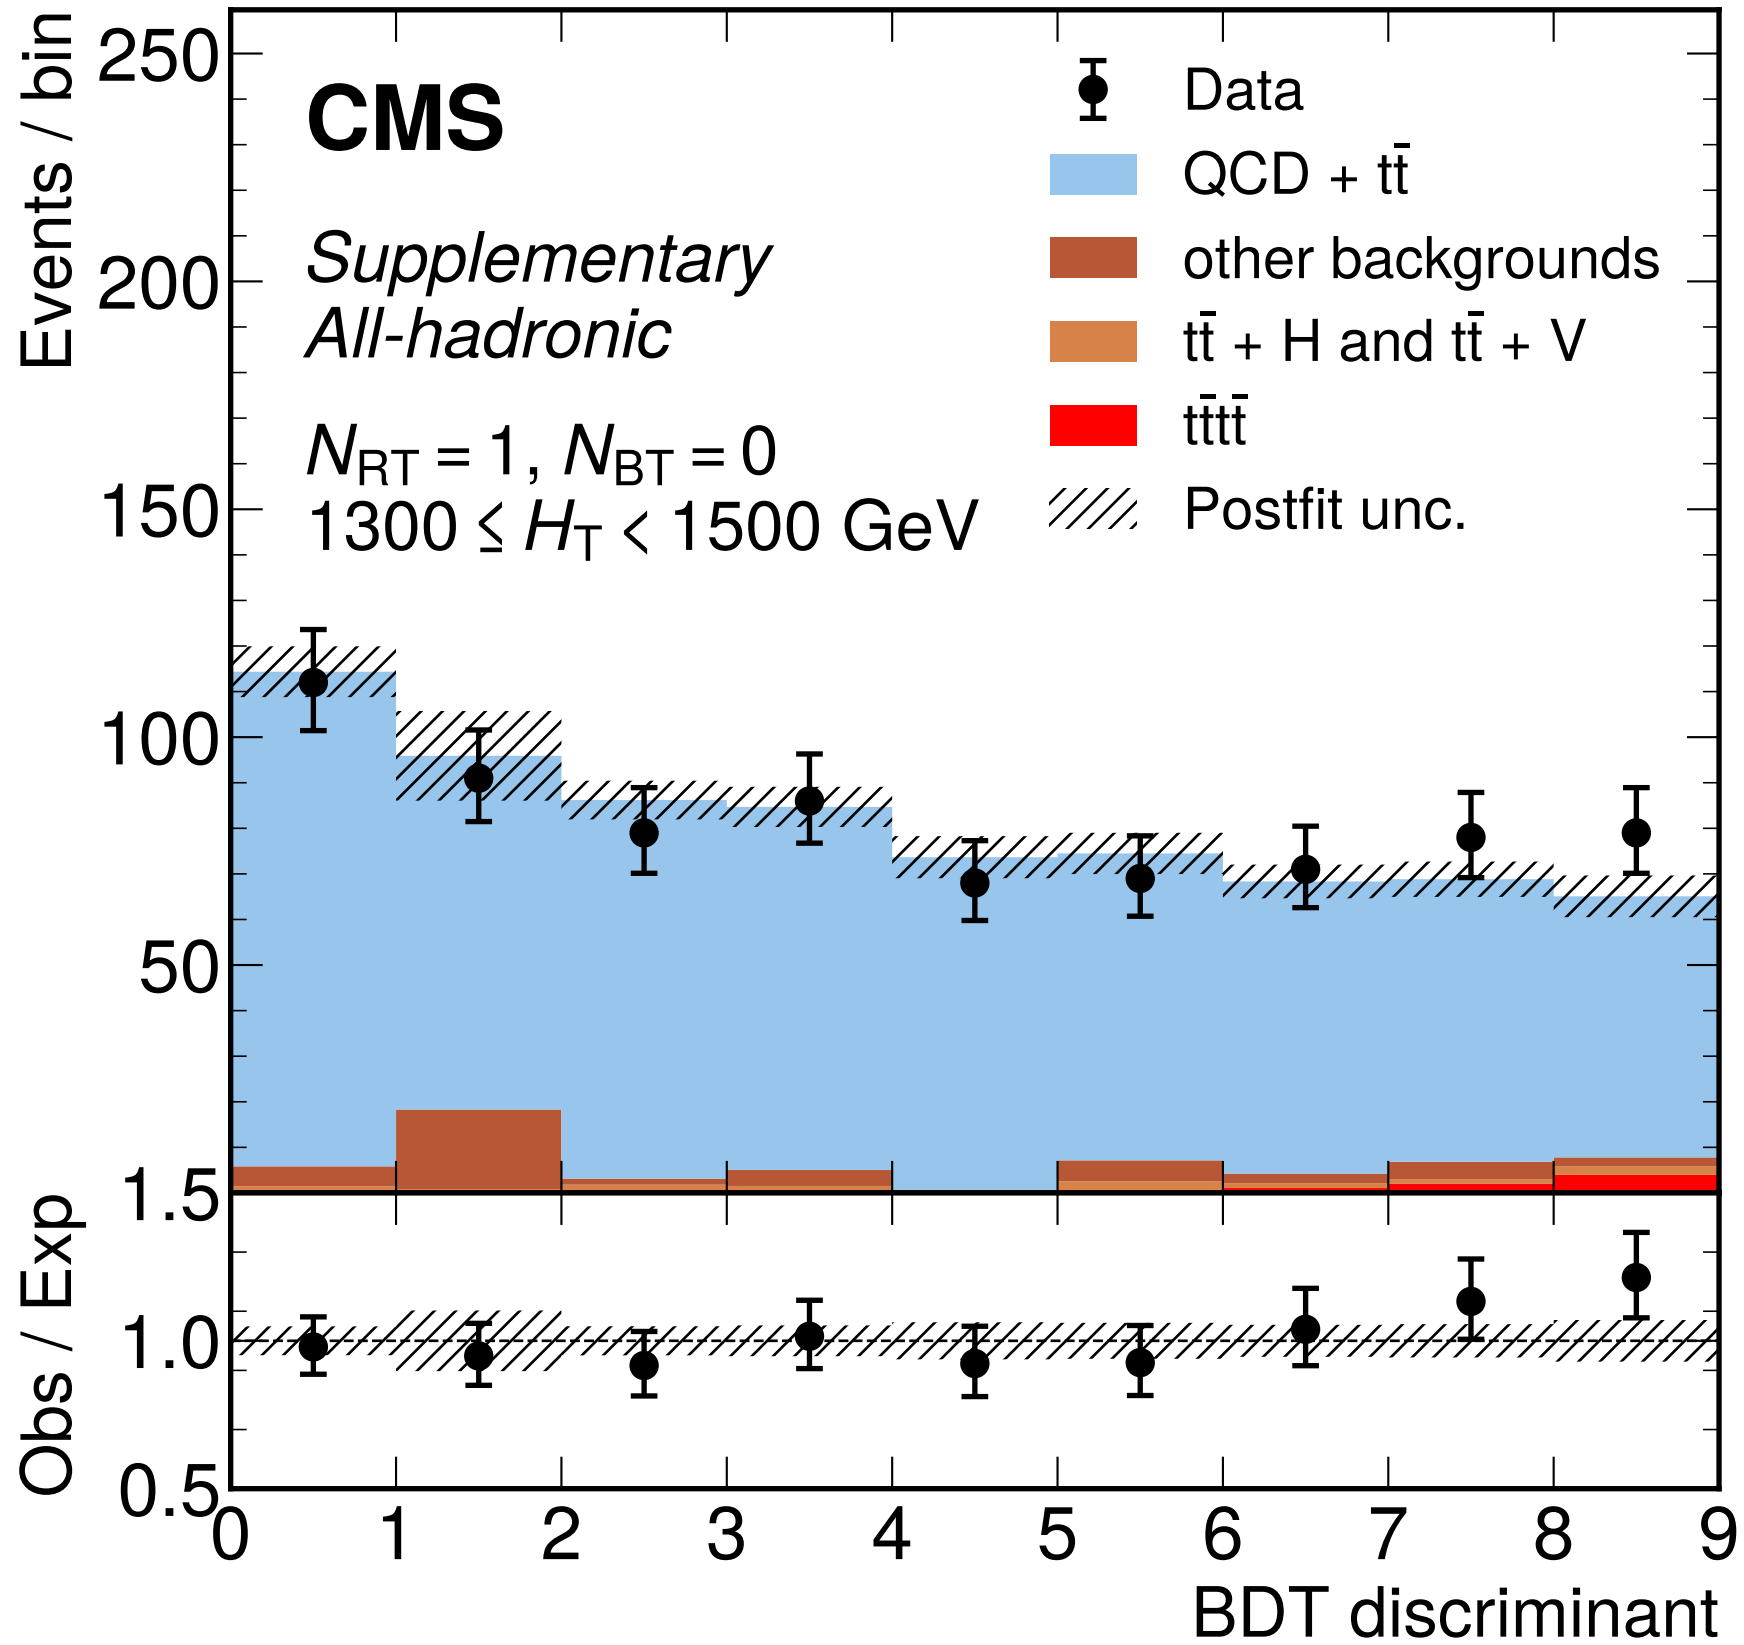 Events / bin
250
200
150
100
50
CMS
Supplementary
All-hadronic
N_RT = 1, N_BT = 0
1300 ≤ H_T < 1500 GeV
Data
QCD + tt̄
other backgrounds
tt̄ + H and tt̄ + V
tt̄tt̄
Postfit unc.
Obs / Exp
1.5
1.0
0.5
0 1 2 3 4 5 6 7 8 9
BDT discriminant